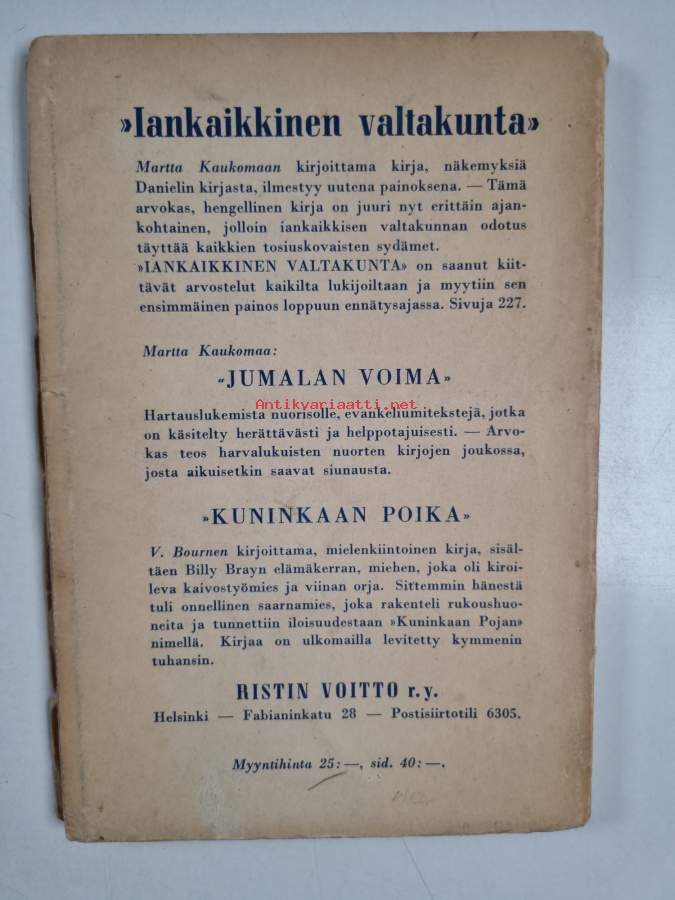 »Iankaikkinen valtakunta»
Martta Kaukomaan kirjoittama kirja, näkemyksiä
Danielin kirjasta, ilmestyy uutena painoksena. — Tämä
arvokas, hengellinen kirja on juuri nyt erittäin ajan-
kohtainen, jolloin iankaikkisen valtakunnan odotus
täyttää kaikkien tosiuskovaisten sydämet.
»IANKAIKKINEN VALTAKUNTA» on saanut kiit-
tävät arvostelut kaikilta lukijoiltaan ja myytiin sen
ensimmäinen painos loppuun ennätysajassa. Sivuja 227.
Martta Kaukomaa:
»JUMALAN VOIMA»
Antikvariaatti.net
Hartauslukemista nuorisolle, evankeliumitekstejä, jotka
on käsitelty herättävästi ja helppotajuisesti. — Arvo-
kas teos harvalukuisten nuorten kirjojen joukossa,
josta aikuisetkin saavat siunausta.
»KUNINKAAN POIKA»
V. Bournen kirjoittama, mielenkiintoinen kirja, sisäl-
täen Billy Brayn elämäkerran, miehen, joka oli kiroi-
leva kaivostyömies ja viinan orja. Sittemmin hänestä
tuli onnellinen saarnamies, joka rakenteli rukoushuo-
neita ja tunnettiin iloisuudestaan »Kuninkaan Pojan»
nimellä. Kirjaa on ulkomailla levitetty kymmenin
tuhansin.
RISTIN VOITTO r.y.
Helsinki — Fabianinkatu 28 — Postisiirtotili 6305.
Myyntihinta 25: —, sid. 40: —.